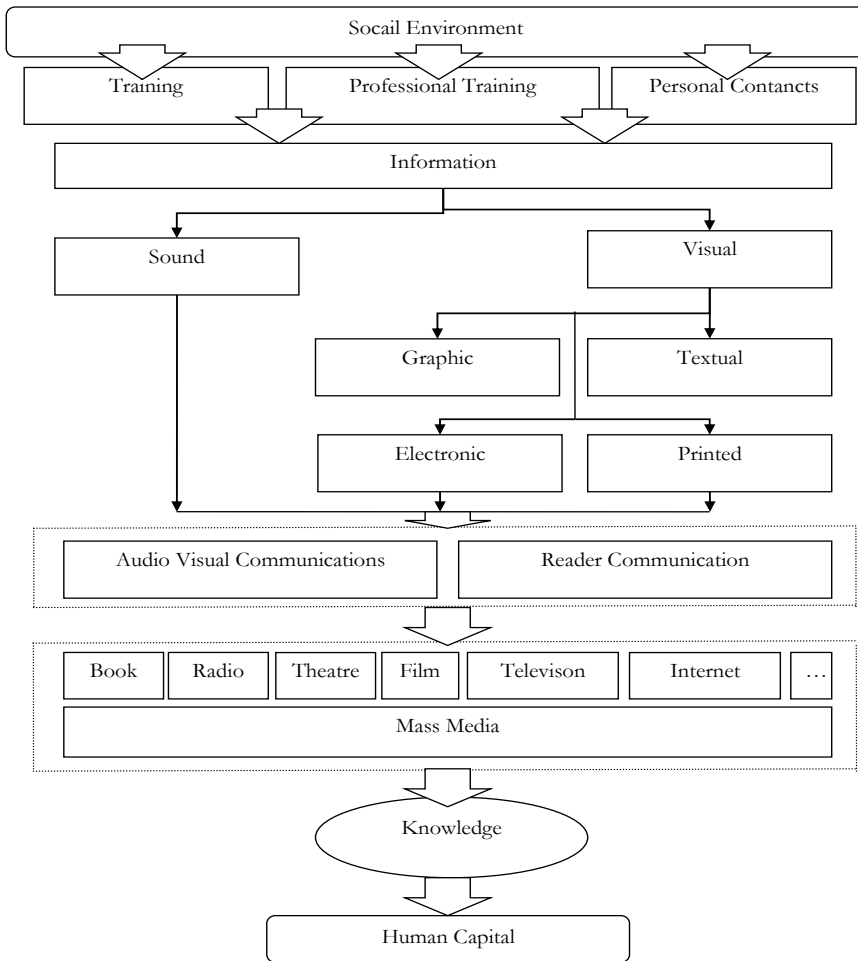 Socail Environment
Training
Professional Training
Personal Contancts
Information
Sound
Visual
Graphic
Textual
Electronic
Printed
Audio Visual Communications
Reader Communication
Book
Radio
Theatre
Film
Televison
Internet
…
Mass Media
Knowledge
Human Capital